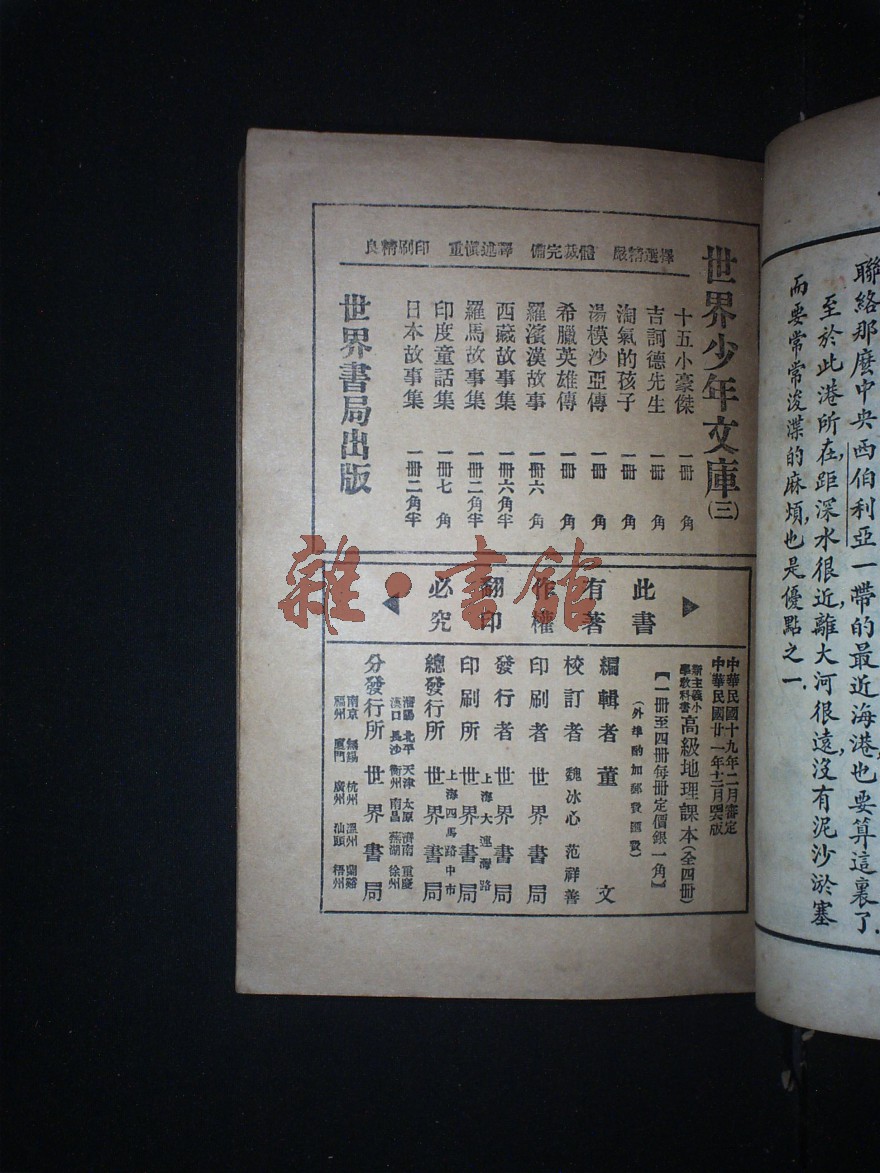 聯絡那麼中央西伯利亞一帶的最近海港,也要算這裏了.
至於此港所在,距深水很近,離大河很遠,沒有泥沙淤塞
而要常常浚渫的麻煩,也是優點之一.
世界少年文庫(三)
擇選精嚴 體裁完備 譯述慎重 印刷精良
十五小豪傑 一冊 角
吉訶德先生 一冊 角
淘氣的孩子 一冊 角
湯模沙亞傳 一冊 角
希臘英雄傳 一冊 角
羅濱漢故事 一冊六角
西藏故事集 一冊六角半
羅馬故事集 一冊二角半
印度童話集 一冊七角
日本故事集 一冊二角半
世界書局出版
此書有著作權翻印必究
中華民國十九年二月審定
中華民國廿一年十二月版
新主義小學教科書 高級地理課本(全四冊)
【一冊至四冊每冊定價銀一角】
(外埠酌加郵費匯費)
編輯者 董文
校訂者 魏冰心 范祥善
印刷者 世界書局
發行者 世界書局
印刷所 上海大連灣路 世界書局
總發行所 上海四馬路中市 世界書局
分發行所 世界書局
瀋陽 北平 天津 太原 濟南 重慶
漢口 長沙 衡州 南昌 蕪湖 徐州
南京 無錫 杭州 溫州 蘭谿
福州 廈門 廣州 汕頭 梧州
雜·書館